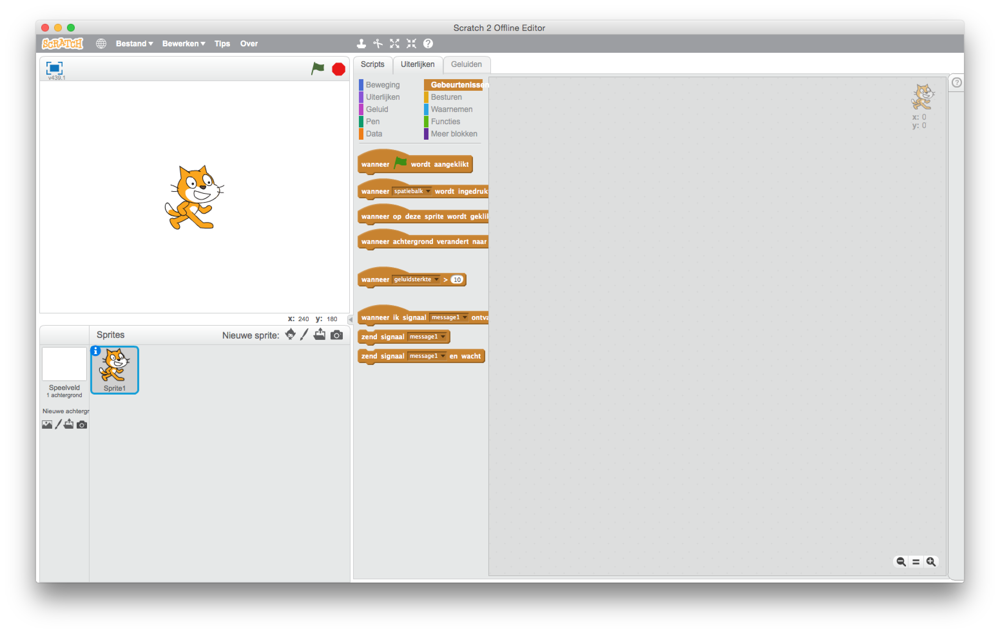 Scratch 2 Offline Editor
SCRATCH Bestand Bewerken Tips Over
v439.1
x: 240 y: 180
Sprites Nieuwe sprite:
Sprite1
Speelveld
1 achtergrond
Nieuwe achtergr
Scripts Uiterlijken Geluiden
Beweging Gebeurtenissen
Uiterlijken Besturen
Geluid Waarnemen
Pen Functies
Data Meer blokken
wanneer wordt aangeklikt
wanneer spatiebalk wordt ingedruk
wanneer op deze sprite wordt geklik
wanneer achtergrond verandert naar
wanneer geluidsterkte > 10
wanneer ik signaal message1 ontva
zend signaal message1
zend signaal message1 en wacht
x: 0
y: 0